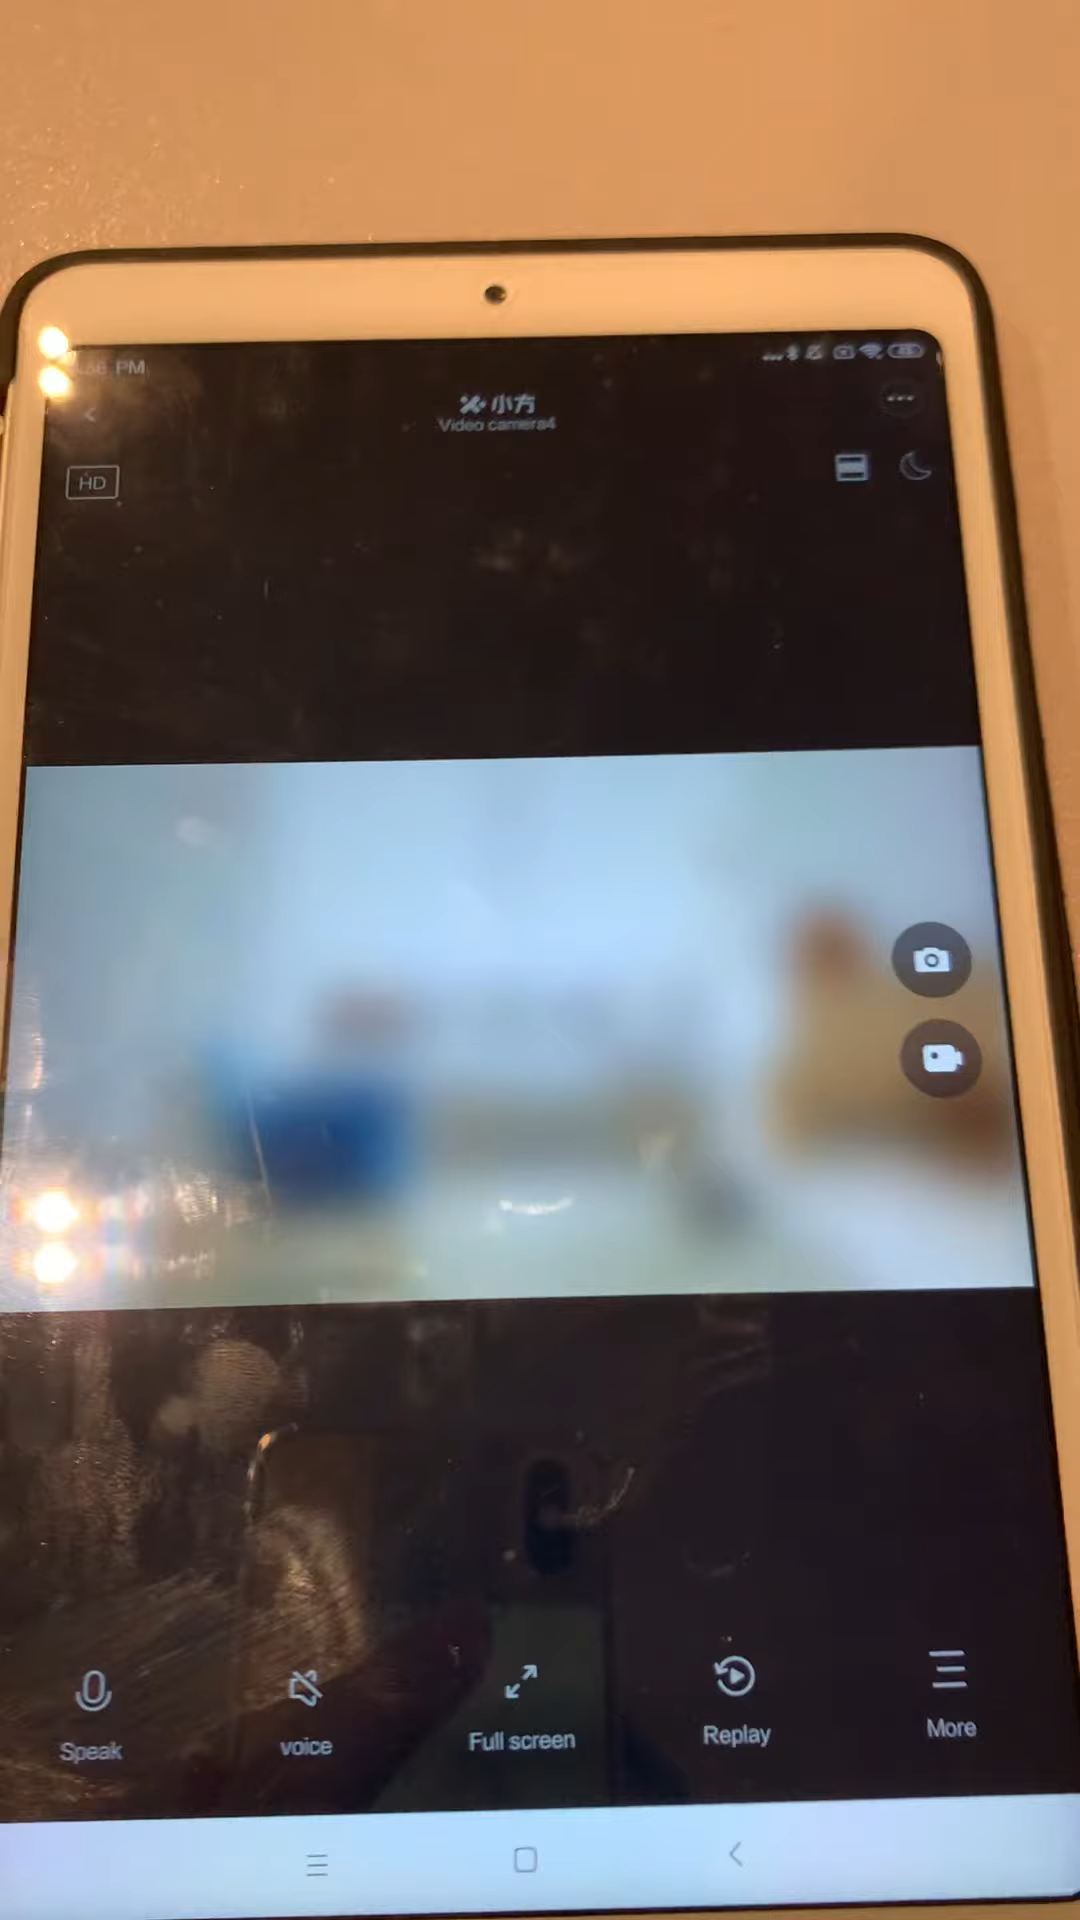 PM
小方
Video camera4
HD
Speak
voice
Full screen
Replay
More